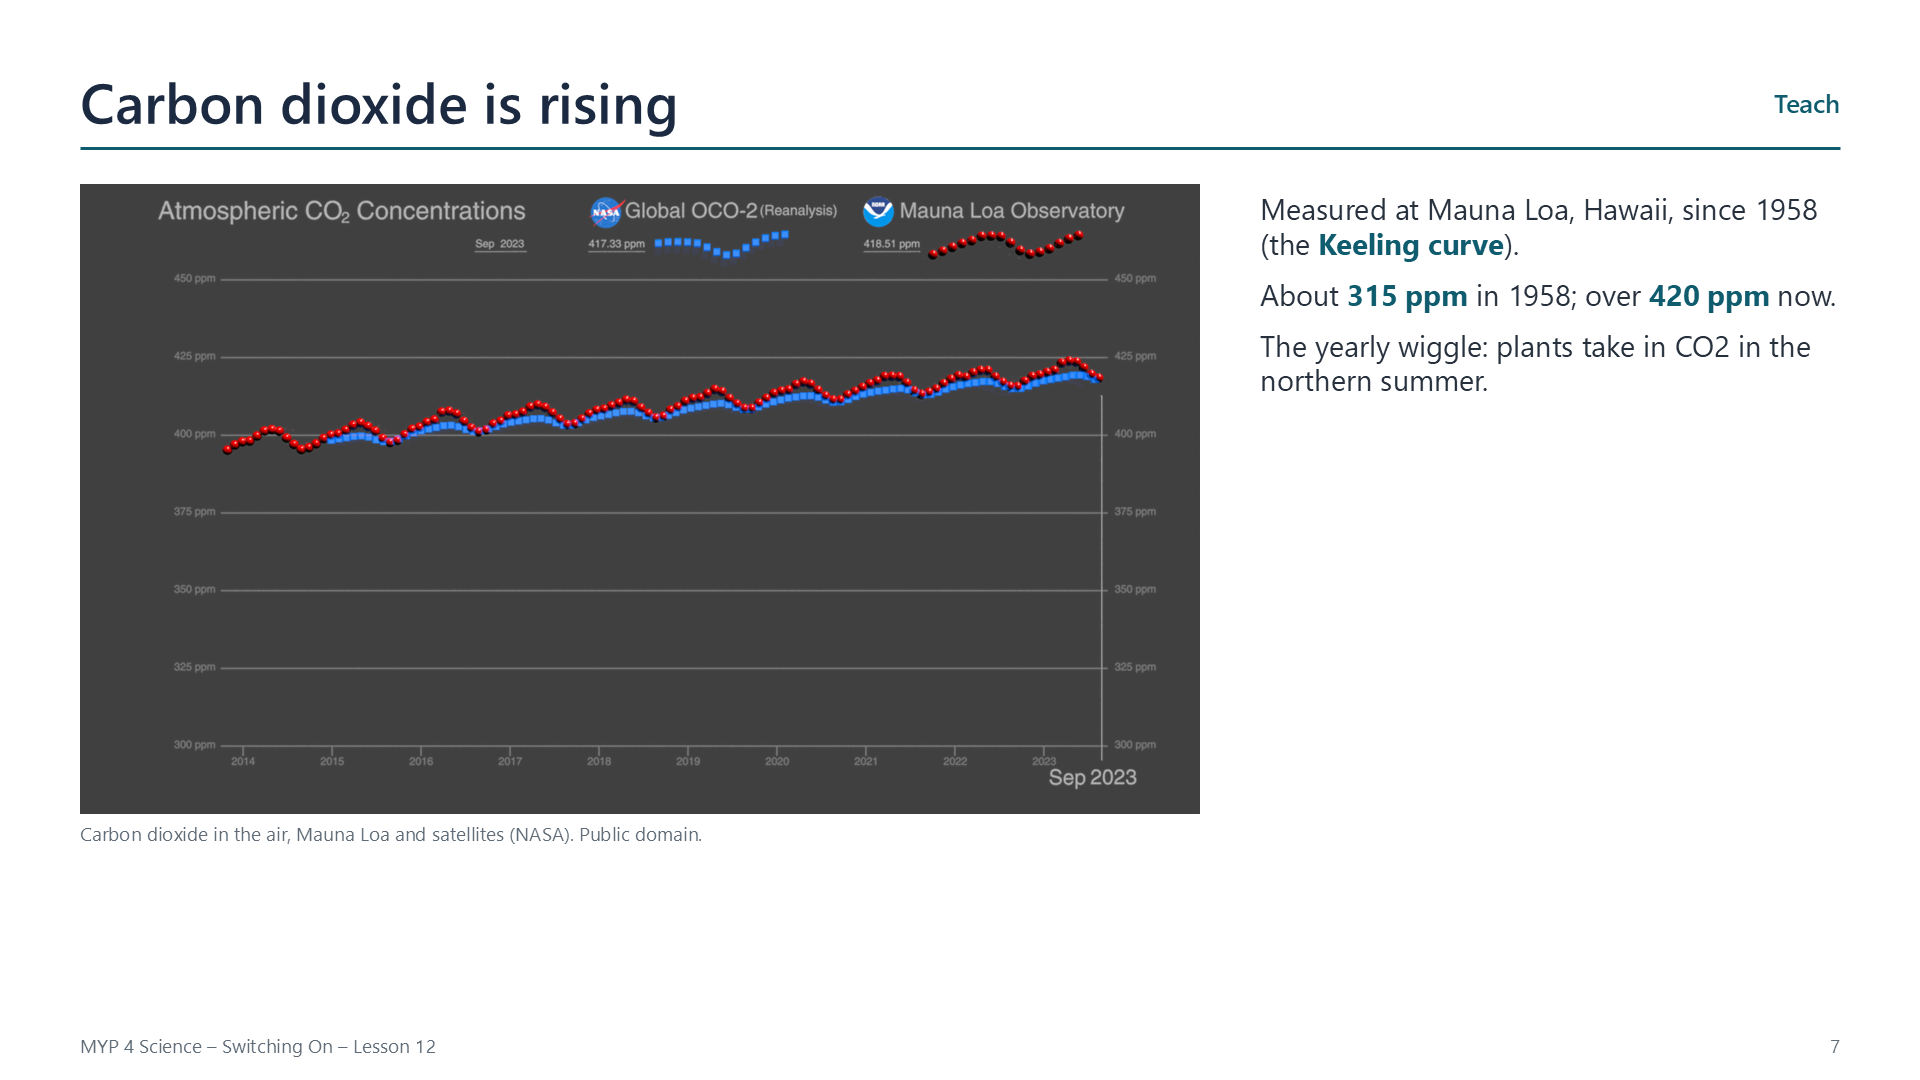 Carbon dioxide is rising
Teach
Atmospheric CO₂ Concentrations
NASA
Global OCO-2 (Reanalysis)
NOAA
Mauna Loa Observatory
Sep 2023
417.33 ppm
418.51 ppm
450 ppm
450 ppm
425 ppm
425 ppm
400 ppm
400 ppm
375 ppm
375 ppm
350 ppm
350 ppm
325 ppm
325 ppm
300 ppm
300 ppm
2014 2015 2016 2017 2018 2019 2020 2021 2022 2023
Sep 2023
Carbon dioxide in the air, Mauna Loa and satellites (NASA). Public domain.
Measured at Mauna Loa, Hawaii, since 1958
(the Keeling curve).
About 315 ppm in 1958; over 420 ppm now.
The yearly wiggle: plants take in CO2 in the
northern summer.
MYP 4 Science – Switching On – Lesson 12
7